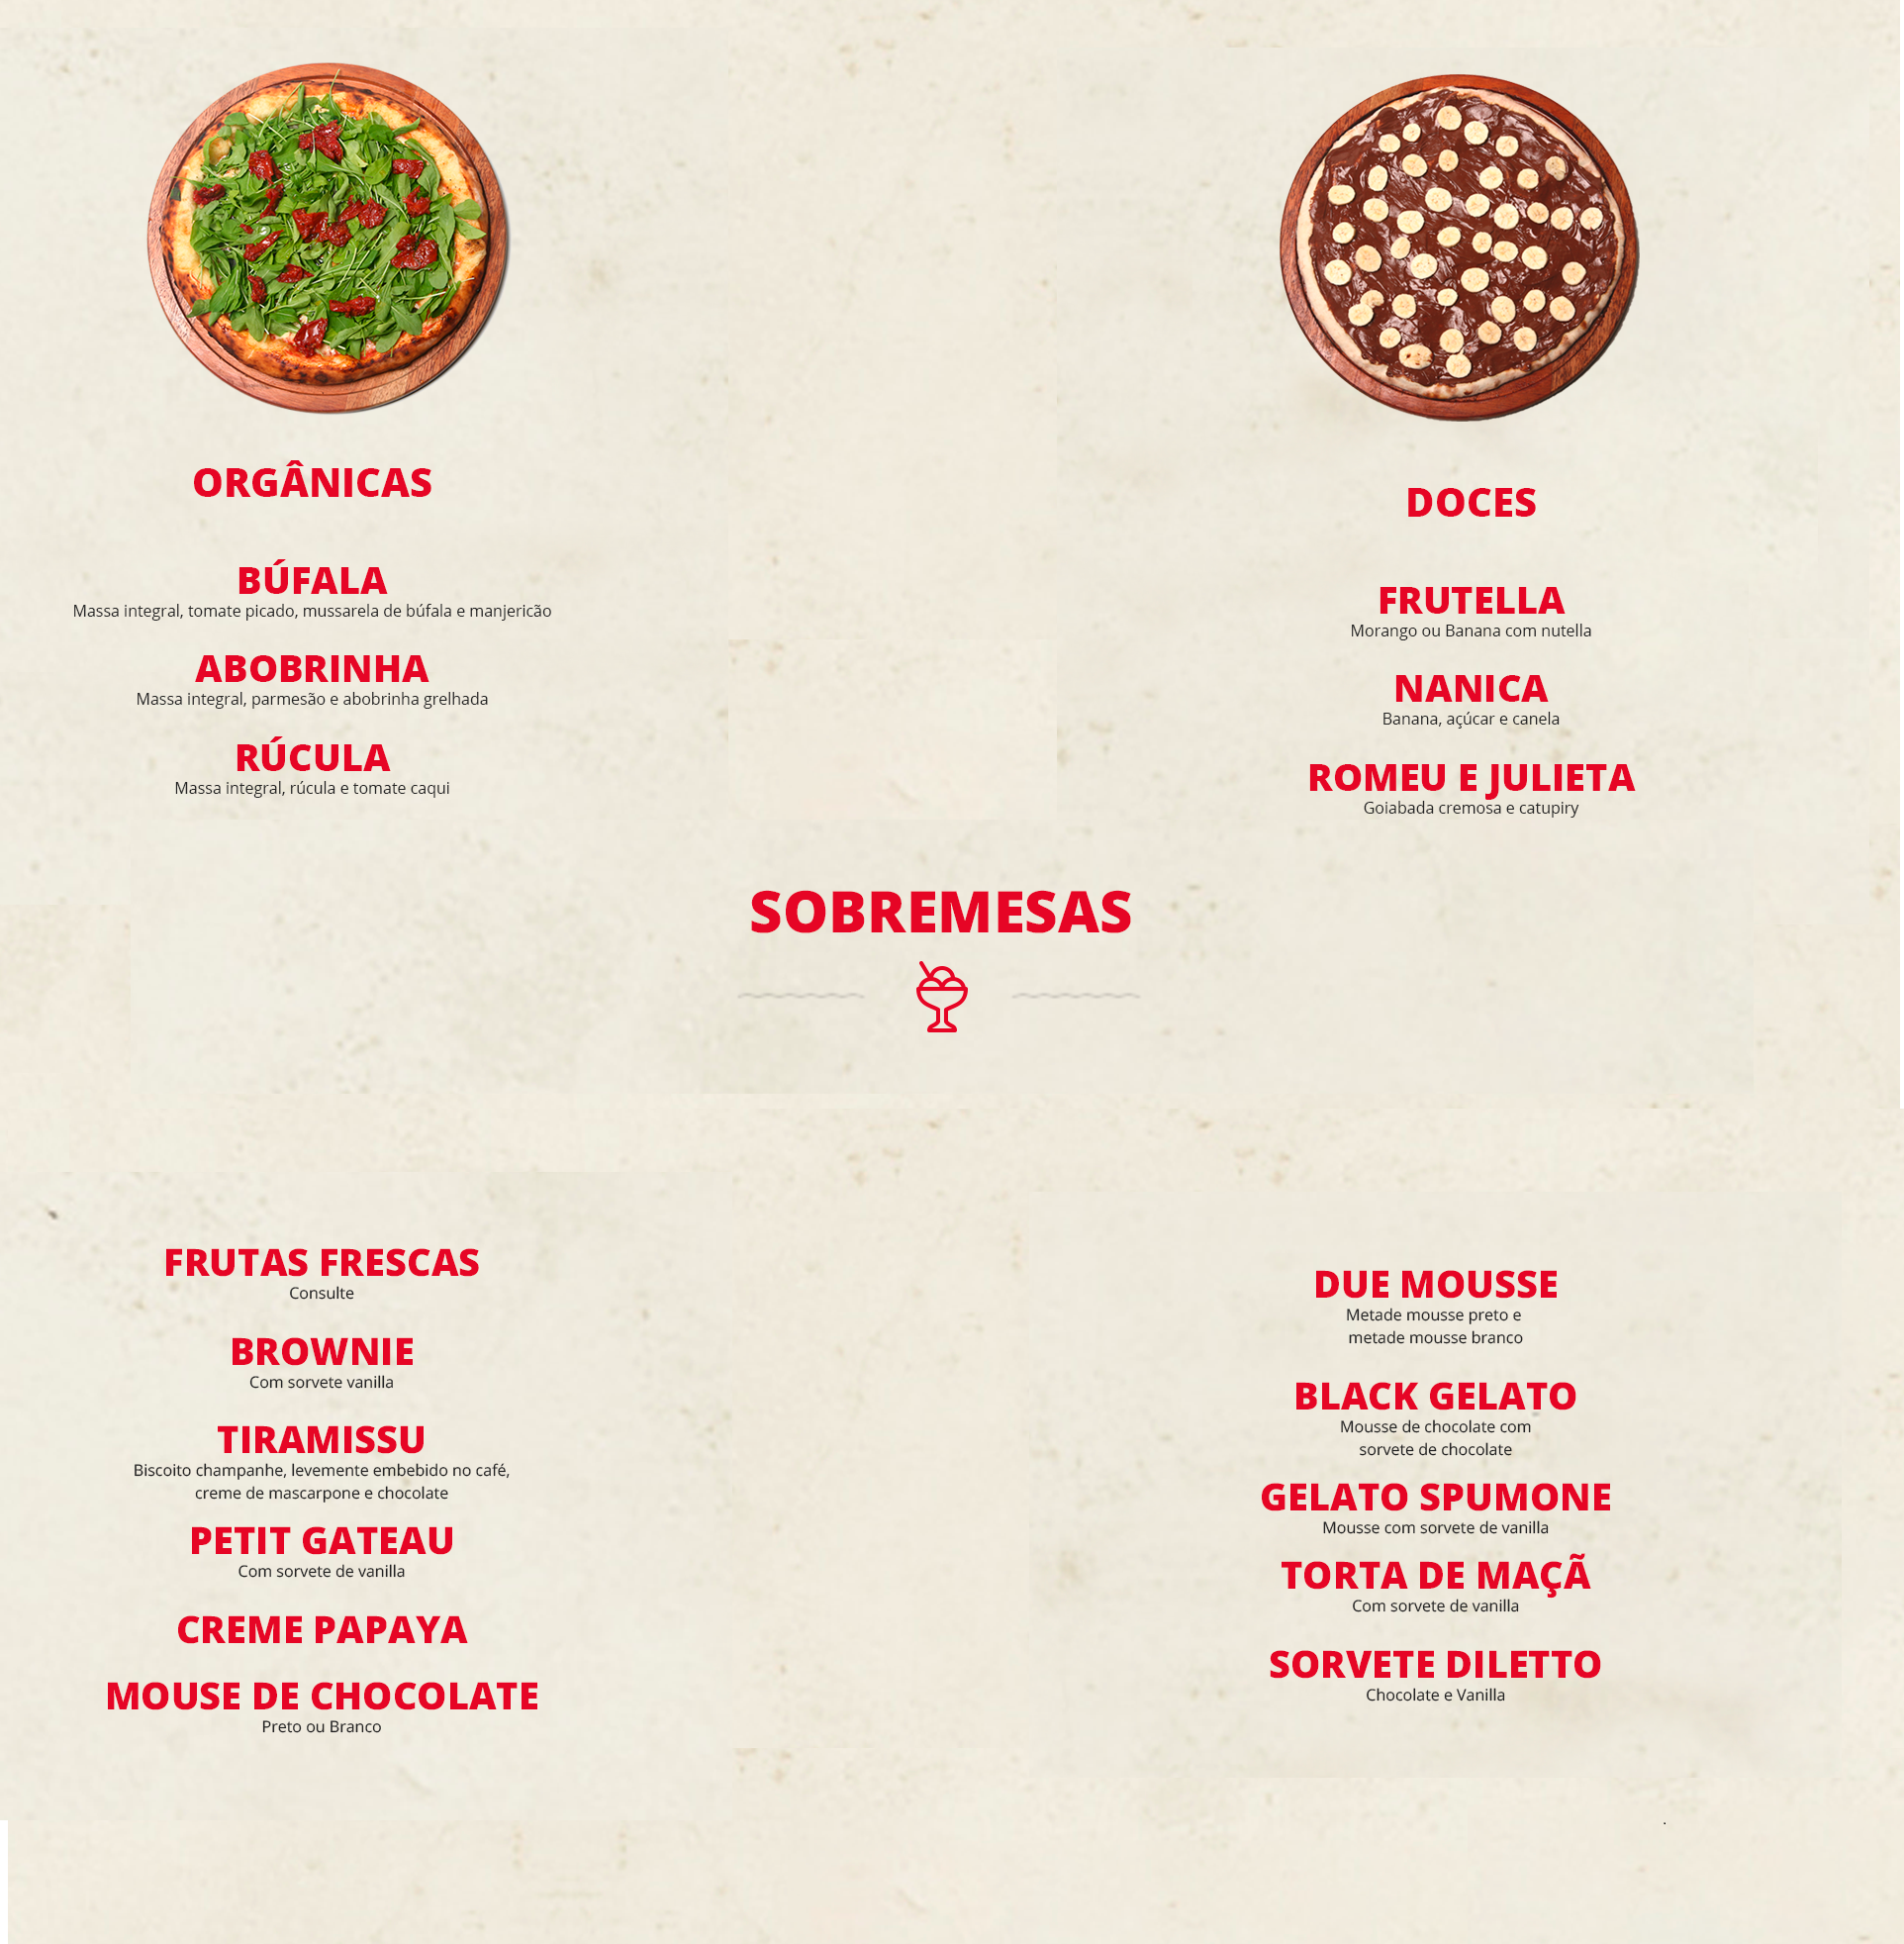 ORGÂNICAS
BÚFALA
Massa integral, tomate picado, mussarela de búfala e manjericão
ABOBRINHA
Massa integral, parmesão e abobrinha grelhada
RÚCULA
Massa integral, rúcula e tomate caqui
DOCES
FRUTELLA
Morango ou Banana com nutella
NANICA
Banana, açúcar e canela
ROMEU E JULIETA
Goiabada cremosa e catupiry
SOBREMESAS
FRUTAS FRESCAS
Consulte
BROWNIE
Com sorvete vanilla
TIRAMISSU
Biscoito champanhe, levemente embebido no café,
creme de mascarpone e chocolate
PETIT GATEAU
Com sorvete de vanilla
CREME PAPAYA
MOUSE DE CHOCOLATE
Preto ou Branco
DUE MOUSSE
Metade mousse preto e
metade mousse branco
BLACK GELATO
Mousse de chocolate com
sorvete de chocolate
GELATO SPUMONE
Mousse com sorvete de vanilla
TORTA DE MAÇÃ
Com sorvete de vanilla
SORVETE DILETTO
Chocolate e Vanilla